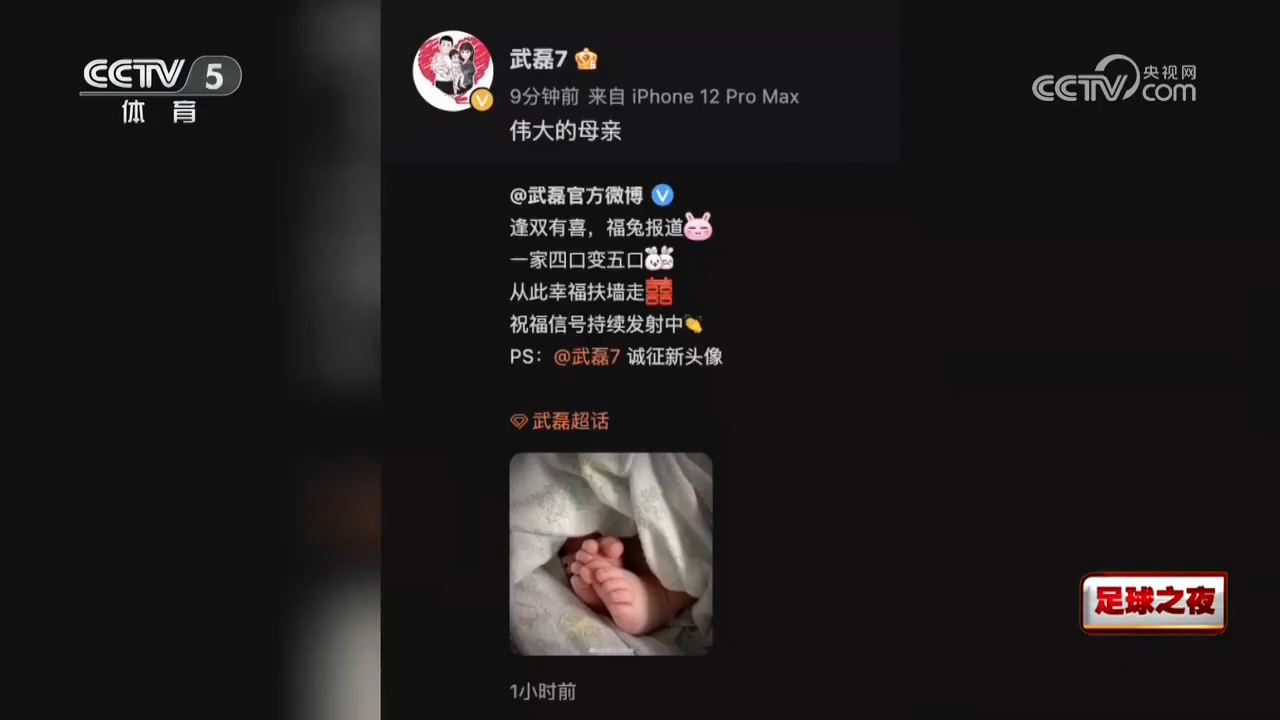 CCTV 5
体育
央视网
CCTV.com
武磊7
9分钟前 来自 iPhone 12 Pro Max
伟大的母亲
@武磊官方微博
逢双有喜，福兔报道
一家四口变五口
从此幸福扶墙走囍
祝福信号持续发射中
PS：@武磊7 诚征新头像
武磊超话
1小时前
足球之夜